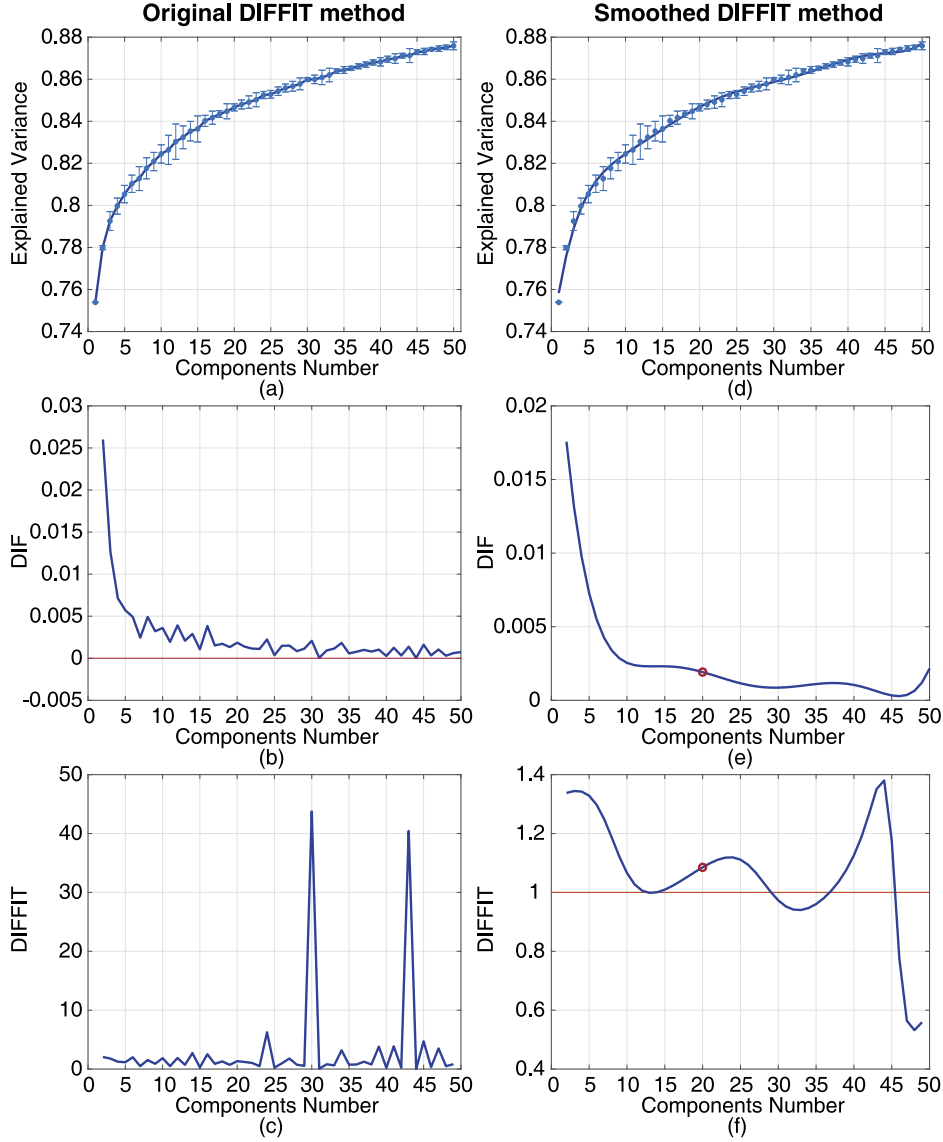 Original DIFFIT method
Smoothed DIFFIT method
Explained Variance
0.88
0.86
0.84
0.82
0.8
0.78
0.76
0.74
0 5 10 15 20 25 30 35 40 45 50
Components Number
(a)
Explained Variance
0.88
0.86
0.84
0.82
0.8
0.78
0.76
0.74
0 5 10 15 20 25 30 35 40 45 50
Components Number
(d)
DIF
0.03
0.025
0.02
0.015
0.01
0.005
0
-0.005
0 5 10 15 20 25 30 35 40 45 50
Components Number
(b)
DIF
0.02
0.015
0.01
0.005
0
0 5 10 15 20 25 30 35 40 45 50
Components Number
(e)
DIFFIT
50
40
30
20
10
0
0 5 10 15 20 25 30 35 40 45 50
Components Number
(c)
DIFFIT
1.4
1.2
1
0.8
0.6
0.4
0 5 10 15 20 25 30 35 40 45 50
Components Number
(f)